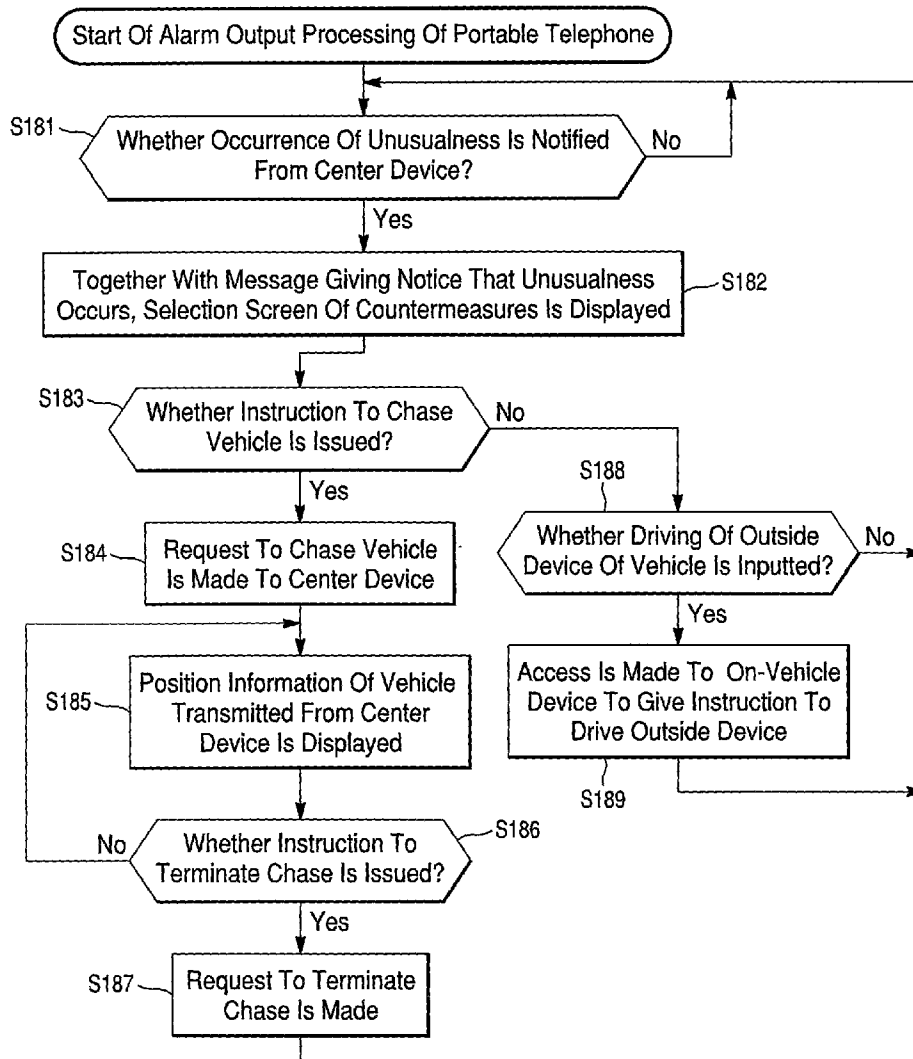 Start Of Alarm Output Processing Of Portable Telephone
S181
Whether Occurrence Of Unusualness Is Notified
From Center Device?
No
Yes
Together With Message Giving Notice That Unusualness
Occurs, Selection Screen Of Countermeasures Is Displayed
S182
S183
Whether Instruction To Chase
Vehicle Is Issued?
No
Yes
S188
Whether Driving Of Outside
Device Of Vehicle Is Inputted?
No
Yes
S184
Request To Chase Vehicle
Is Made To Center Device
S185
Position Information Of Vehicle
Transmitted From Center
Device Is Displayed
Access Is Made To On-Vehicle
Device To Give Instruction To
Drive Outside Device
S189
S186
No
Whether Instruction To
Terminate Chase Is Issued?
Yes
S187
Request To Terminate
Chase Is Made